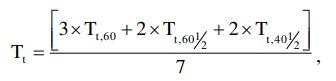 T_t = [3 × T_{t,60} + 2 × T_{t,60½} + 2 × T_{t,40½}] / 7 ,